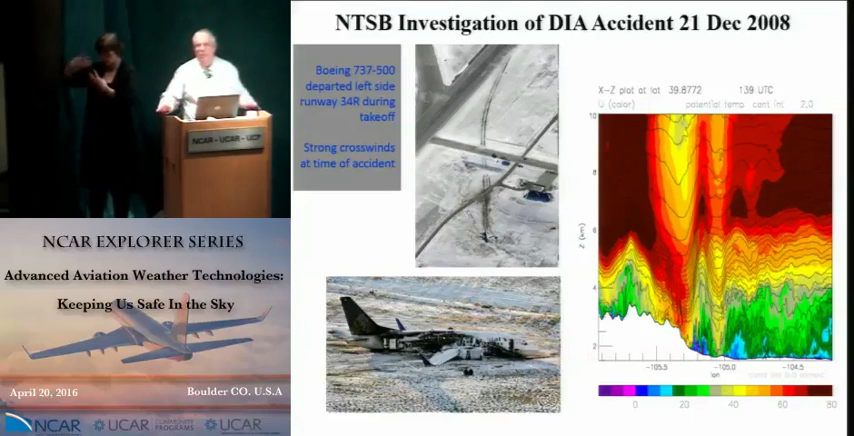 NTSB Investigation of DIA Accident 21 Dec 2008
Boeing 737-500
departed left side
runway 34R during
takeoff
Strong crosswinds
at time of accident
X-Z plot at lat 39.8772 139 UTC
U (color) potential temp. cont int 2.0
10
8
6
4
2
Z (km)
-105.5 -105.0 -104.5
lon
0 20 40 60 80
NCAR - UCAR - UCP
NCAR EXPLORER SERIES
Advanced Aviation Weather Technologies:
Keeping Us Safe In the Sky
April 20, 2016 Boulder CO. U.S.A
NCAR UCAR COMMUNITY PROGRAMS UCAR